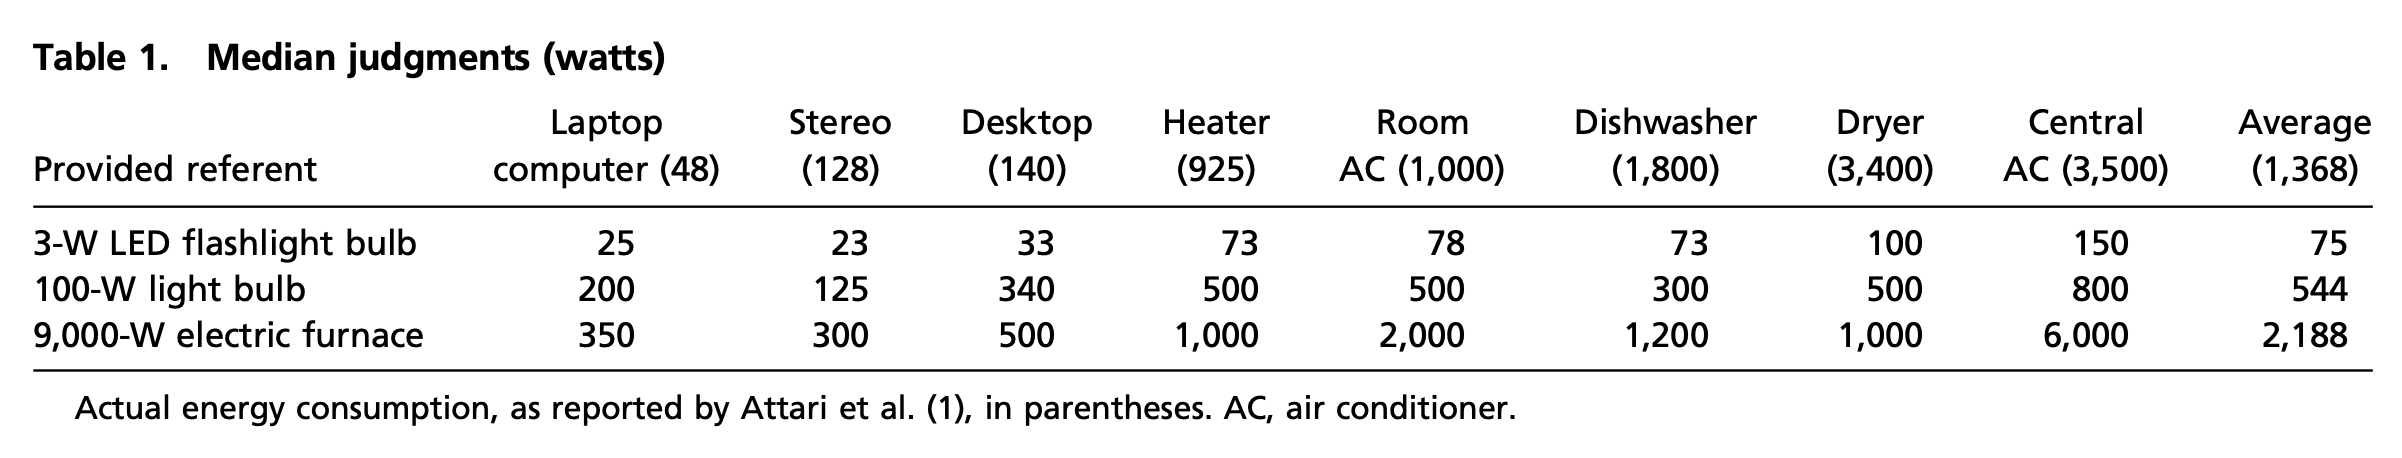 Table 1. Median judgments (watts)
Laptop Stereo Desktop Heater Room Dishwasher Dryer Central Average
Provided referent computer (48) (128) (140) (925) AC (1,000) (1,800) (3,400) AC (3,500) (1,368)
3-W LED flashlight bulb 25 23 33 73 78 73 100 150 75
100-W light bulb 200 125 340 500 500 300 500 800 544
9,000-W electric furnace 350 300 500 1,000 2,000 1,200 1,000 6,000 2,188
Actual energy consumption, as reported by Attari et al. (1), in parentheses. AC, air conditioner.